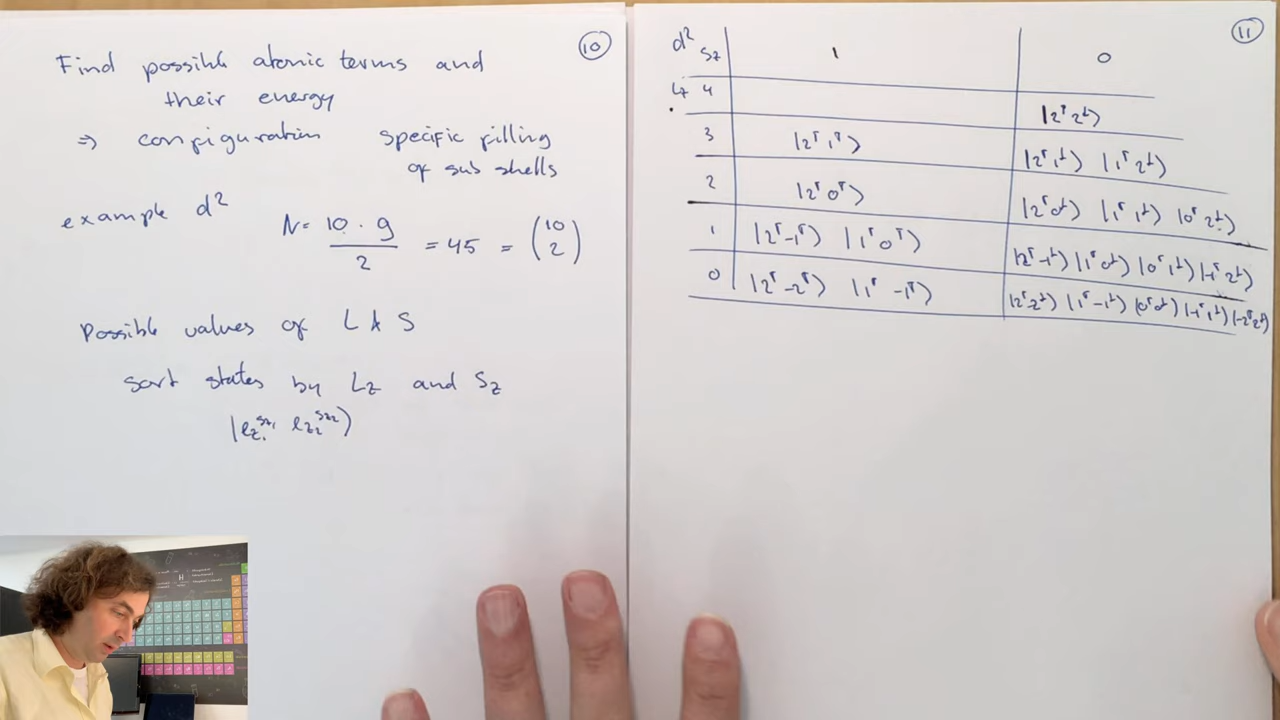 10
Find possible atomic terms and
their energy
⇒ configuration specific filling
of sub shells
example d² N = 10 · 9 / 2 = 45 = (10 2)
Possible values of L & S
sort states by Lz and Sz
|ℓz₁^sz₁ ℓz₂^sz₂⟩
11
d² Sz 1 0
Lz 4 |2↑ 2↓⟩
3 |2↑ 1↑⟩ |2↑ 1↓⟩ |1↑ 2↓⟩
2 |2↑ 0↑⟩ |2↑ 0↓⟩ |1↑ 1↓⟩ |0↑ 2↓⟩
1 |2↑ -1↑⟩ |1↑ 0↑⟩ |2↑ -1↓⟩ |1↑ 0↓⟩ |0↑ 1↓⟩ |-1↑ 2↓⟩
0 |2↑ -2↑⟩ |1↑ -1↑⟩ |2↑ -2↓⟩ |1↑ -1↓⟩ |0↑ 0↓⟩ |-1↑ 1↓⟩ |-2↑ 2↓⟩